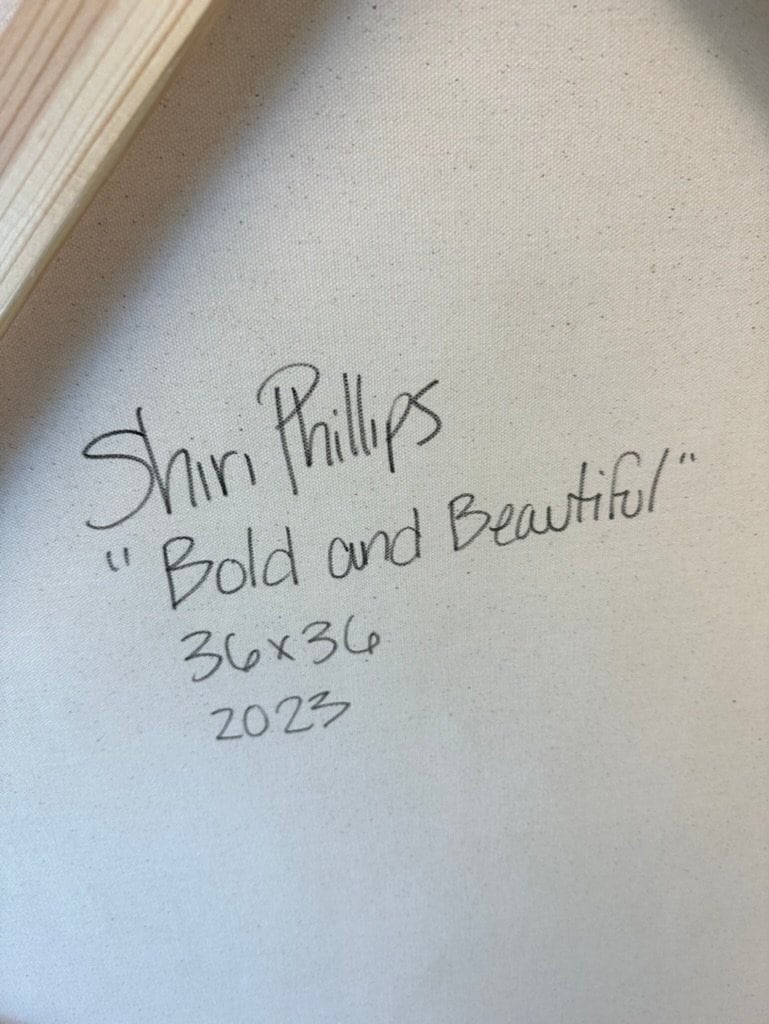 Shiri Phillips
"Bold and Beautiful"
36x36
2023